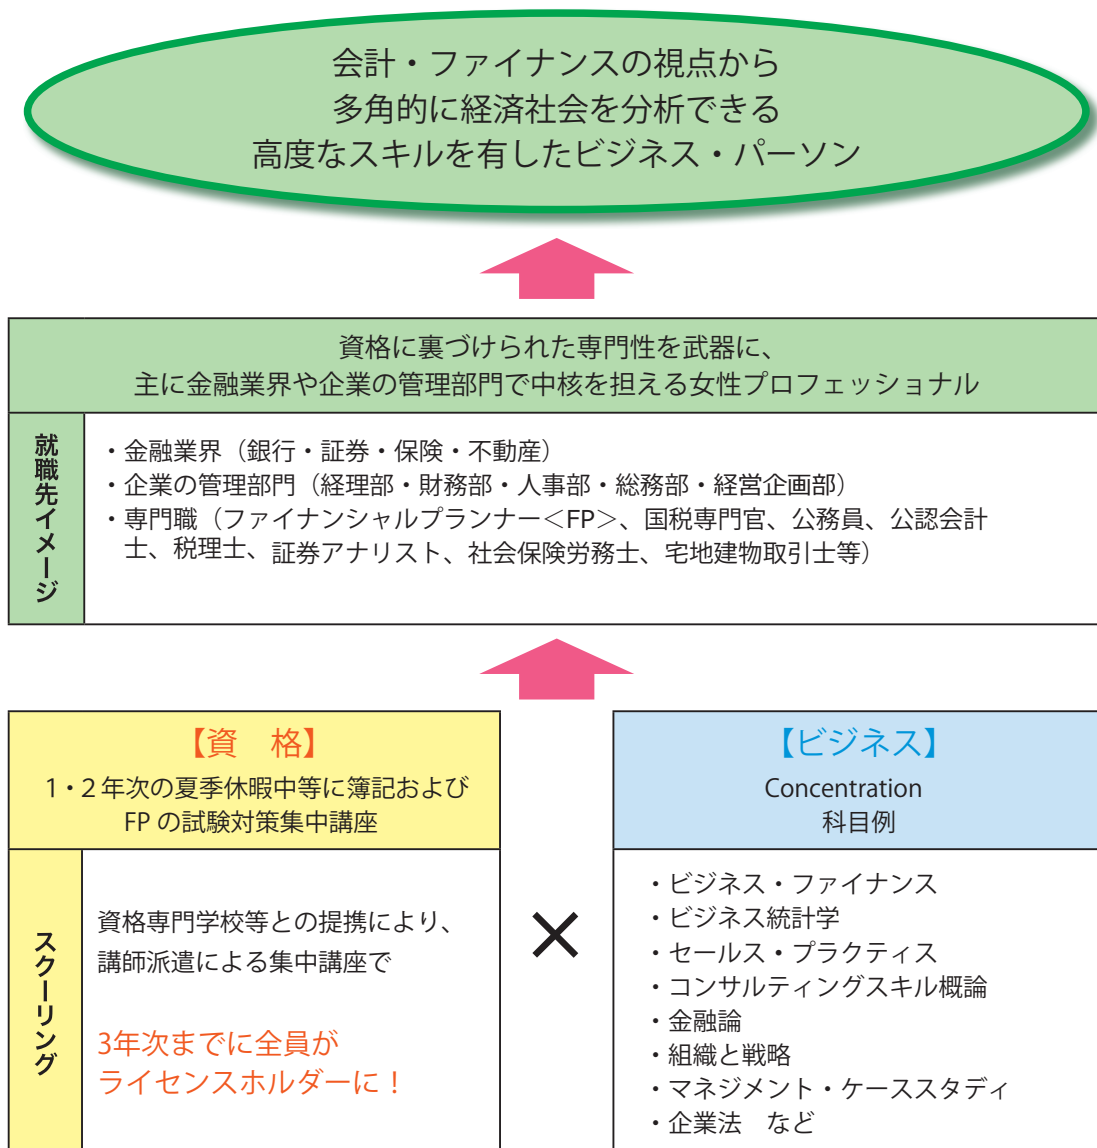 会計・ファイナンスの視点から
多角的に経済社会を分析できる
高度なスキルを有したビジネス・パーソン
資格に裏づけられた専門性を武器に、
主に金融業界や企業の管理部門で中核を担える女性プロフェッショナル
就職先イメージ
・金融業界（銀行・証券・保険・不動産）
・企業の管理部門（経理部・財務部・人事部・総務部・経営企画部）
・専門職（ファイナンシャルプランナー＜FP＞、国税専門官、公務員、公認会計
士、税理士、証券アナリスト、社会保険労務士、宅地建物取引士等）
【資　格】
1・2年次の夏季休暇中等に簿記および
FP の試験対策集中講座
スクーリング
資格専門学校等との提携により、
講師派遣による集中講座で
3年次までに全員が
ライセンスホルダーに！
×
【ビジネス】
Concentration
科目例
・ビジネス・ファイナンス
・ビジネス統計学
・セールス・プラクティス
・コンサルティングスキル概論
・金融論
・組織と戦略
・マネジメント・ケーススタディ
・企業法　など